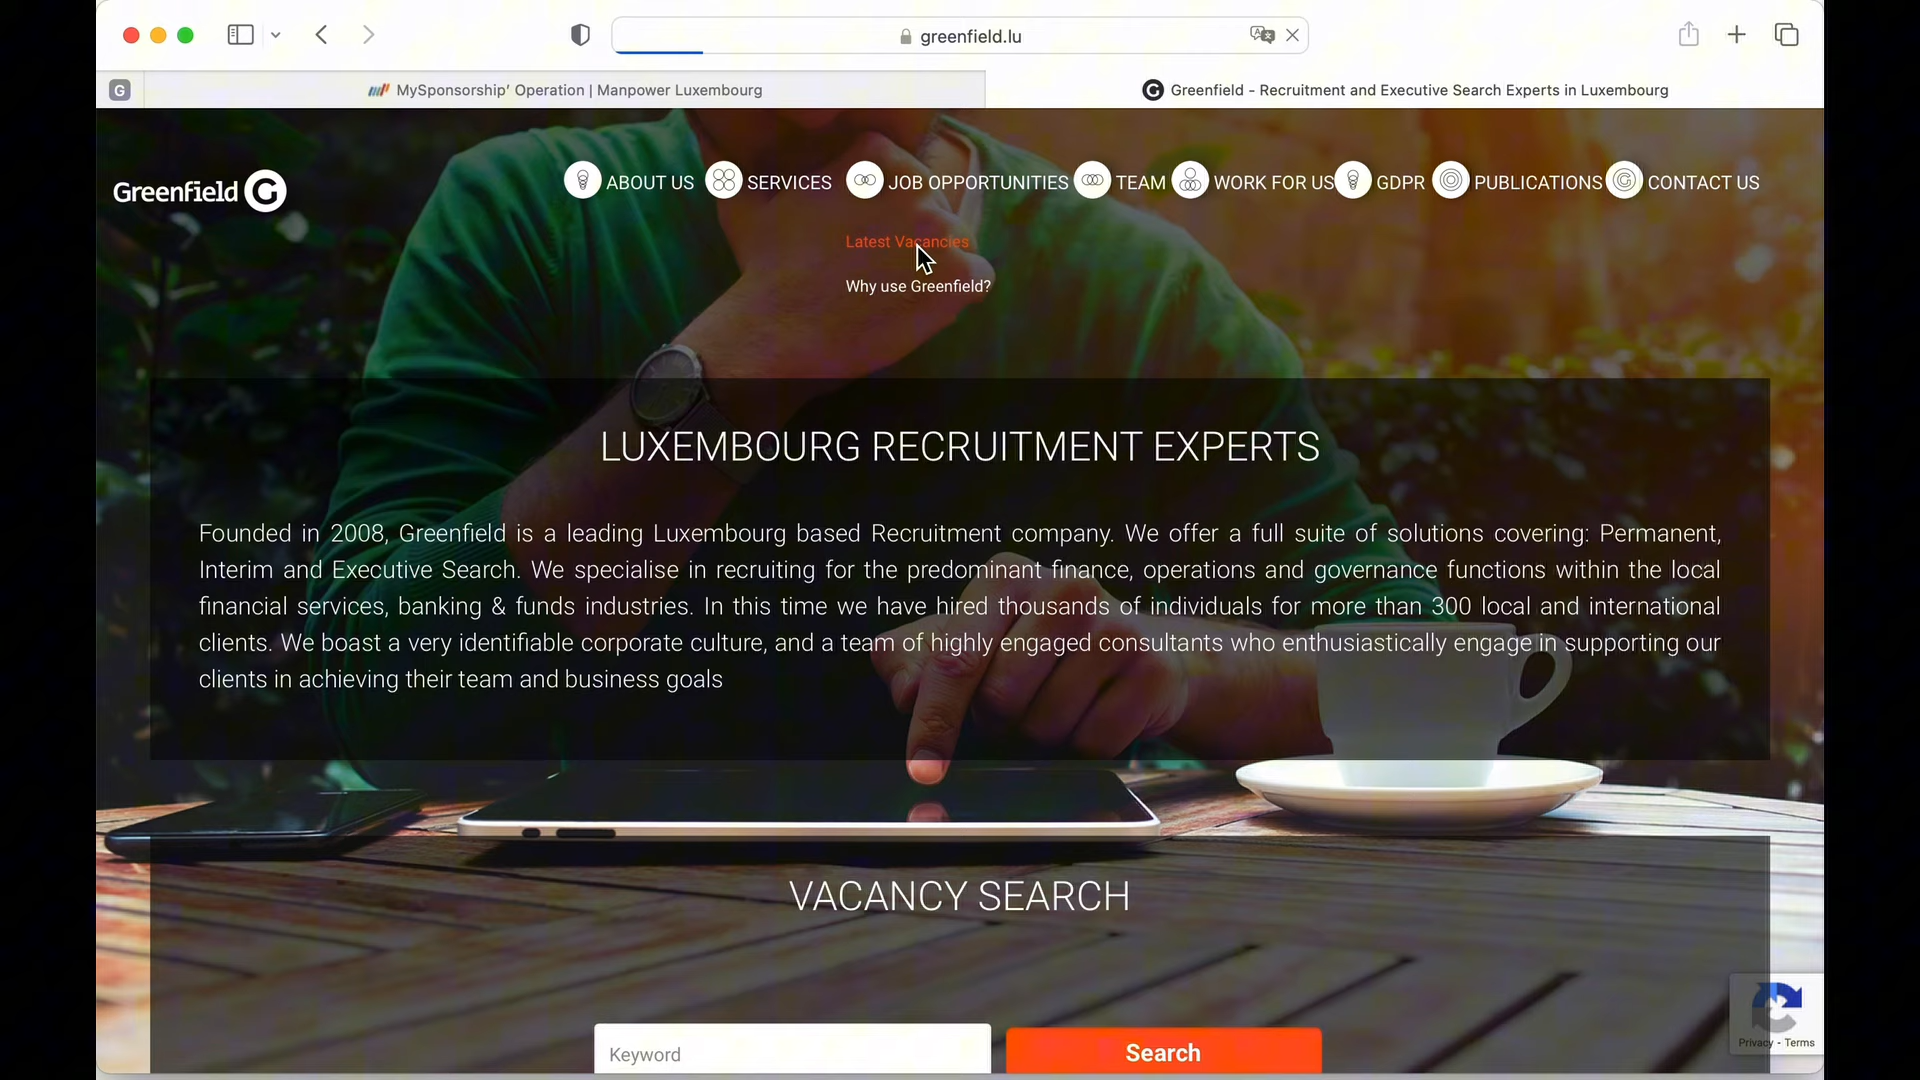 greenfield.lu
G
MySponsorship’ Operation | Manpower Luxembourg
G Greenfield - Recruitment and Executive Search Experts in Luxembourg
Greenfield G
ABOUT US
SERVICES
JOB OPPORTUNITIES
TEAM
WORK FOR US
GDPR
PUBLICATIONS
CONTACT US
Latest Vacancies
Why use Greenfield?
LUXEMBOURG RECRUITMENT EXPERTS
Founded in 2008, Greenfield is a leading Luxembourg based Recruitment company. We offer a full suite of solutions covering: Permanent,
Interim and Executive Search. We specialise in recruiting for the predominant finance, operations and governance functions within the local
financial services, banking & funds industries. In this time we have hired thousands of individuals for more than 300 local and international
clients. We boast a very identifiable corporate culture, and a team of highly engaged consultants who enthusiastically engage in supporting our
clients in achieving their team and business goals
VACANCY SEARCH
Keyword
Search
Privacy - Terms